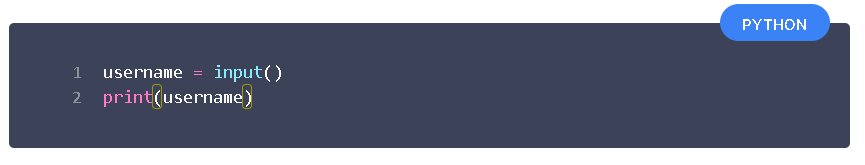 PYTHON
1 username = input()
2 print(username)